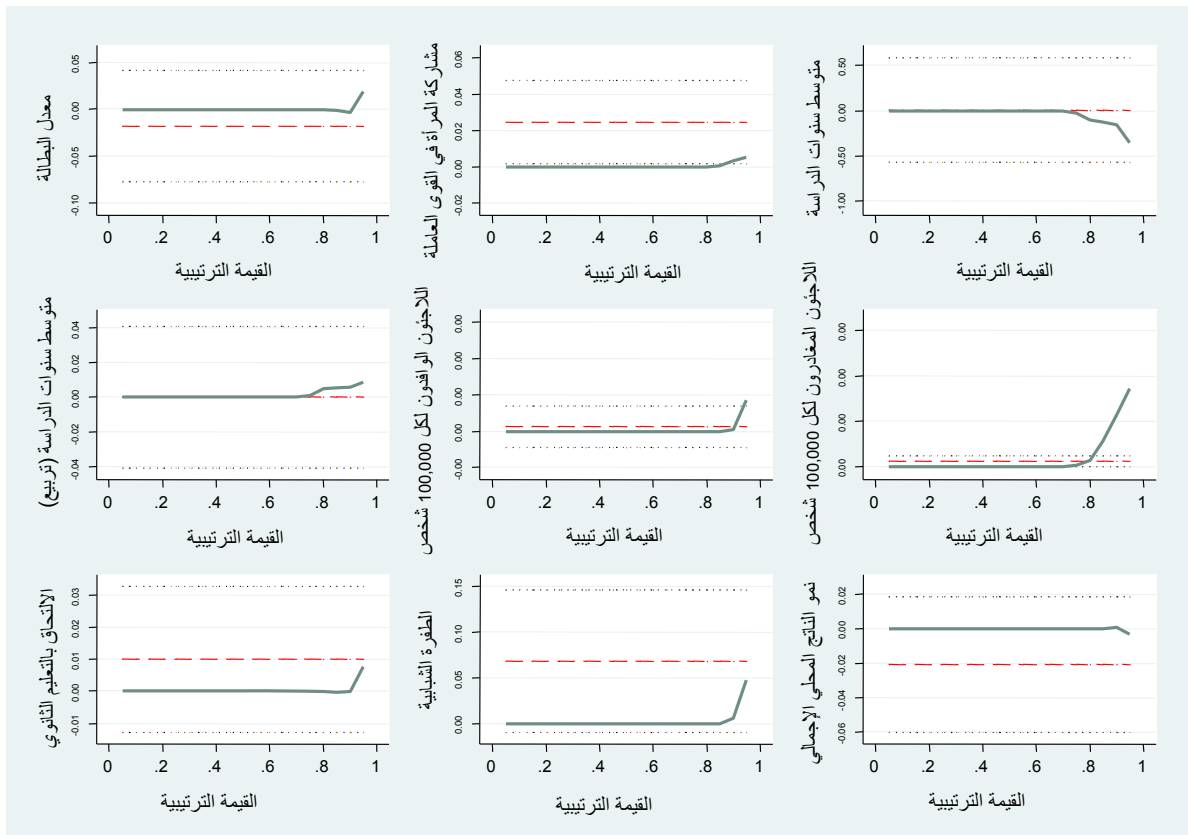 معدل البطالة
0.05
0.00
-0.05
-0.10
0 .2 .4 .6 .8 1
القيمة الترتيبية
مشاركة المرأة في القوى العاملة
0.06
0.04
0.02
0.00
-0.02
0 .2 .4 .6 .8 1
القيمة الترتيبية
متوسط سنوات الدراسة
0.50
0.00
-0.50
-1.00
0 .2 .4 .6 .8 1
القيمة الترتيبية
متوسط سنوات الدراسة (تربيع)
0.04
0.02
0.00
-0.02
-0.04
0 .2 .4 .6 .8 1
القيمة الترتيبية
اللاجئون الوافدون لكل 100,000 شخص
0.00
0.00
0.00
0.00
-0.00
0 .2 .4 .6 .8 1
القيمة الترتيبية
اللاجئون المغادرون لكل 100,000 شخص
0.00
0.00
0.00
0.00
0 .2 .4 .6 .8 1
القيمة الترتيبية
الالتحاق بالتعليم الثانوي
0.03
0.02
0.01
0.00
-0.01
0 .2 .4 .6 .8 1
القيمة الترتيبية
الطفرة الشبابية
0.15
0.10
0.05
0.00
0 .2 .4 .6 .8 1
القيمة الترتيبية
نمو الناتج المحلي الإجمالي
0.02
0.00
-0.02
-0.04
-0.06
0 .2 .4 .6 .8 1
القيمة الترتيبية